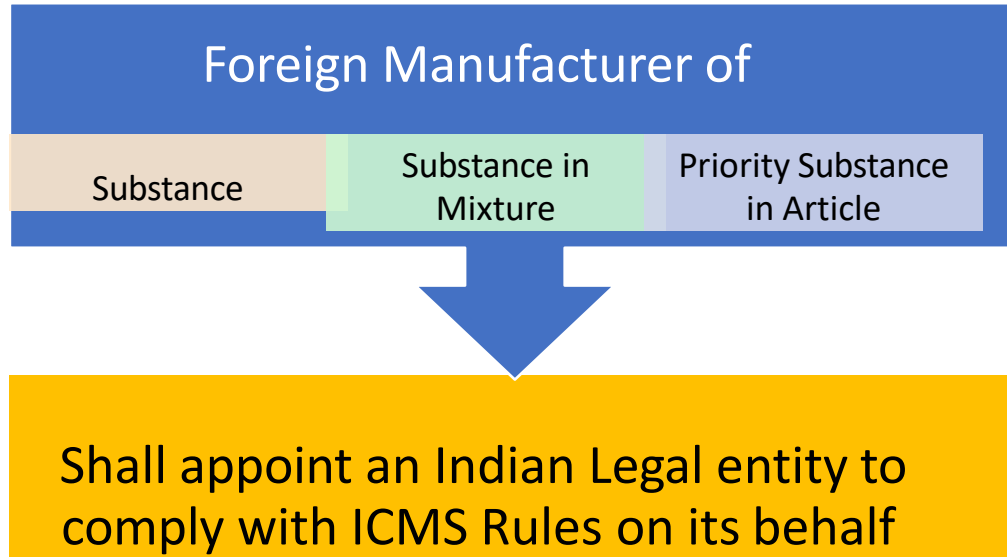 Foreign Manufacturer of
Substance
Substance in
Mixture
Priority Substance
in Article
Shall appoint an Indian Legal entity to
comply with ICMS Rules on its behalf